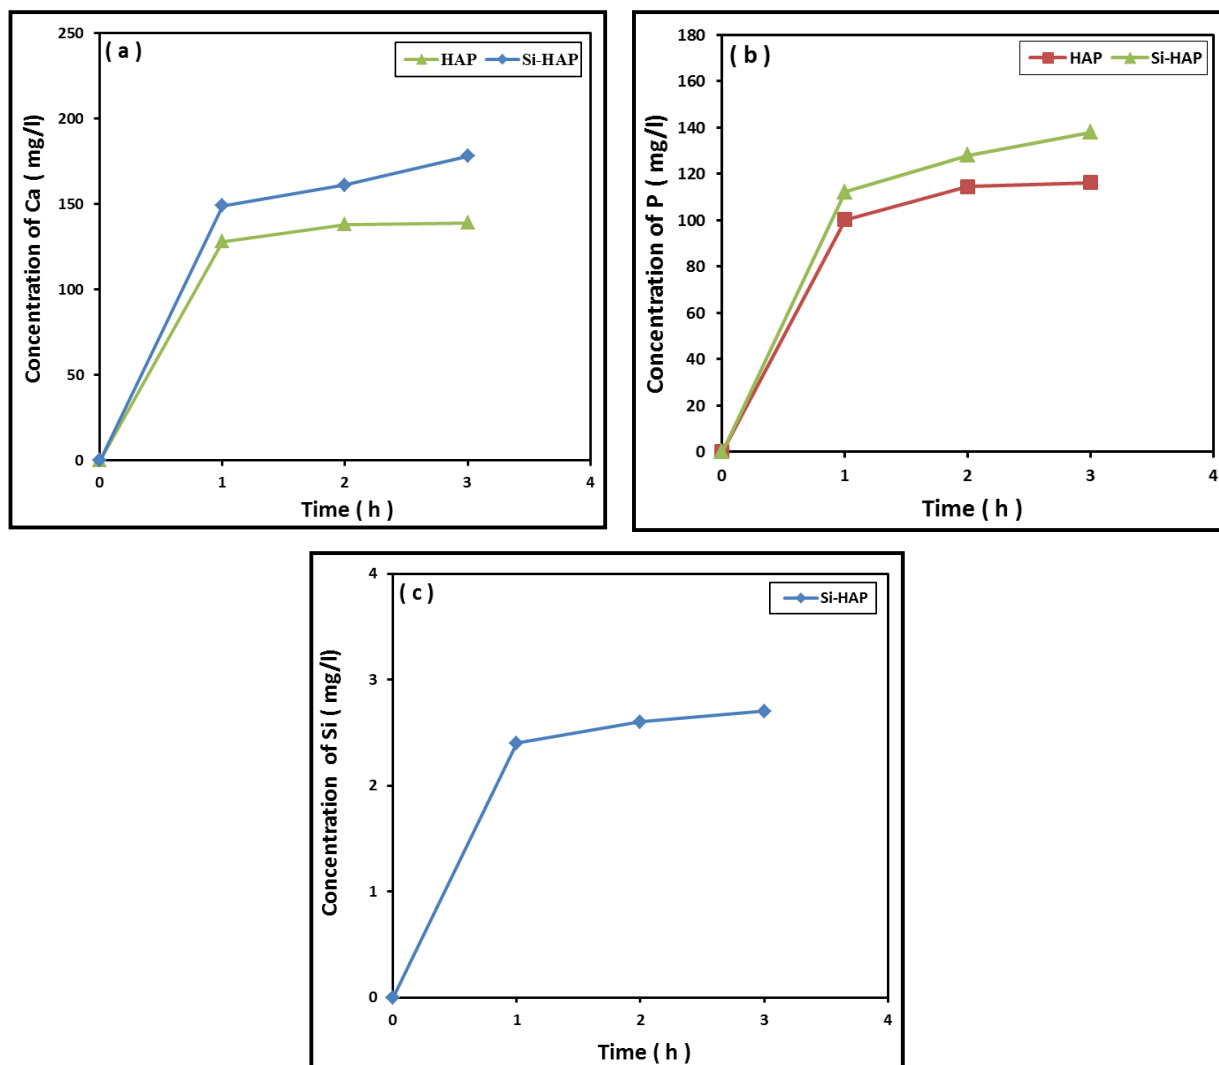 ( a )
HAP
Si-HAP
Concentration of Ca ( mg/l)
250
200
150
100
50
0
0 1 2 3 4
Time ( h )
( b )
HAP
Si-HAP
Concentration of P ( mg/l)
180
160
140
120
100
80
60
40
20
0
0 1 2 3 4
Time ( h )
( c )
Si-HAP
Concentration of Si ( mg/l)
4
3
2
1
0
0 1 2 3 4
Time ( h )